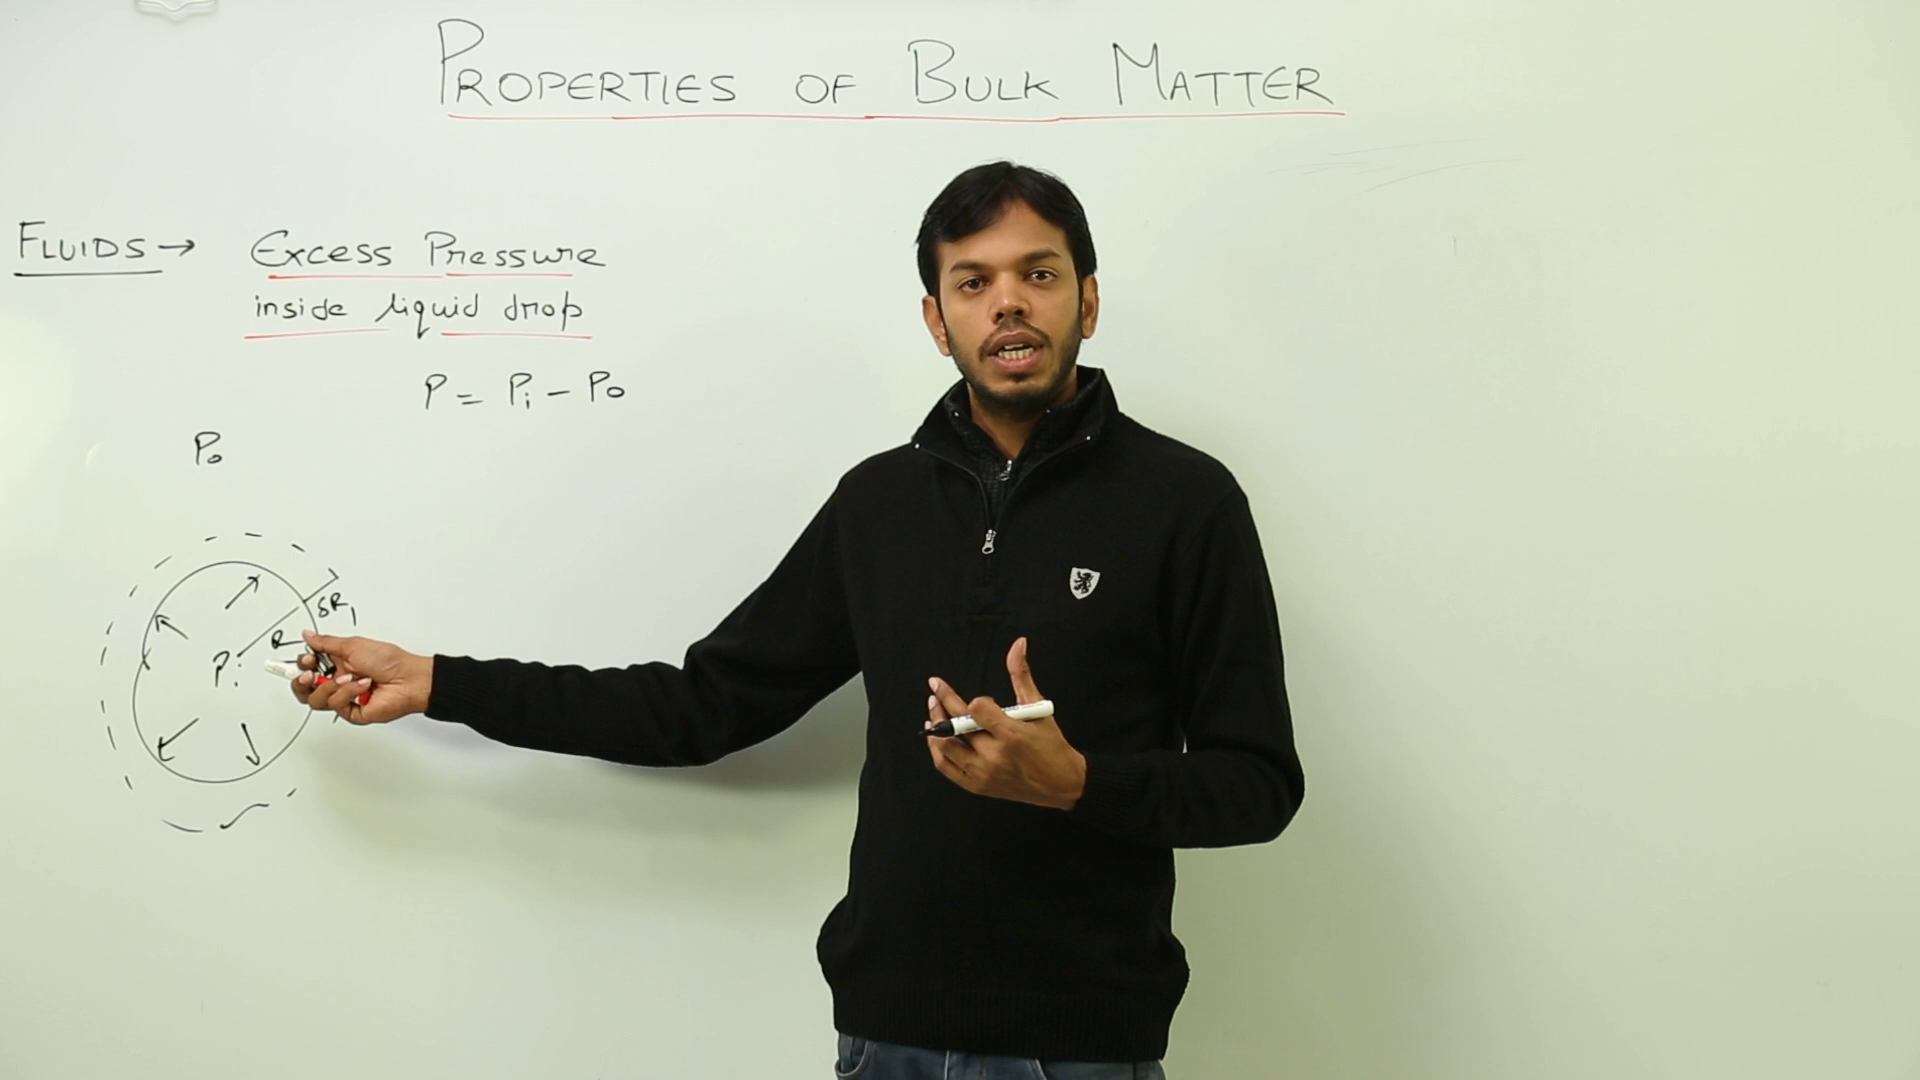 PROPERTIES OF BULK MATTER
FLUIDS → Excess Pressure
inside liquid drop
P = Pi - Po
Po
δR
R
Pi